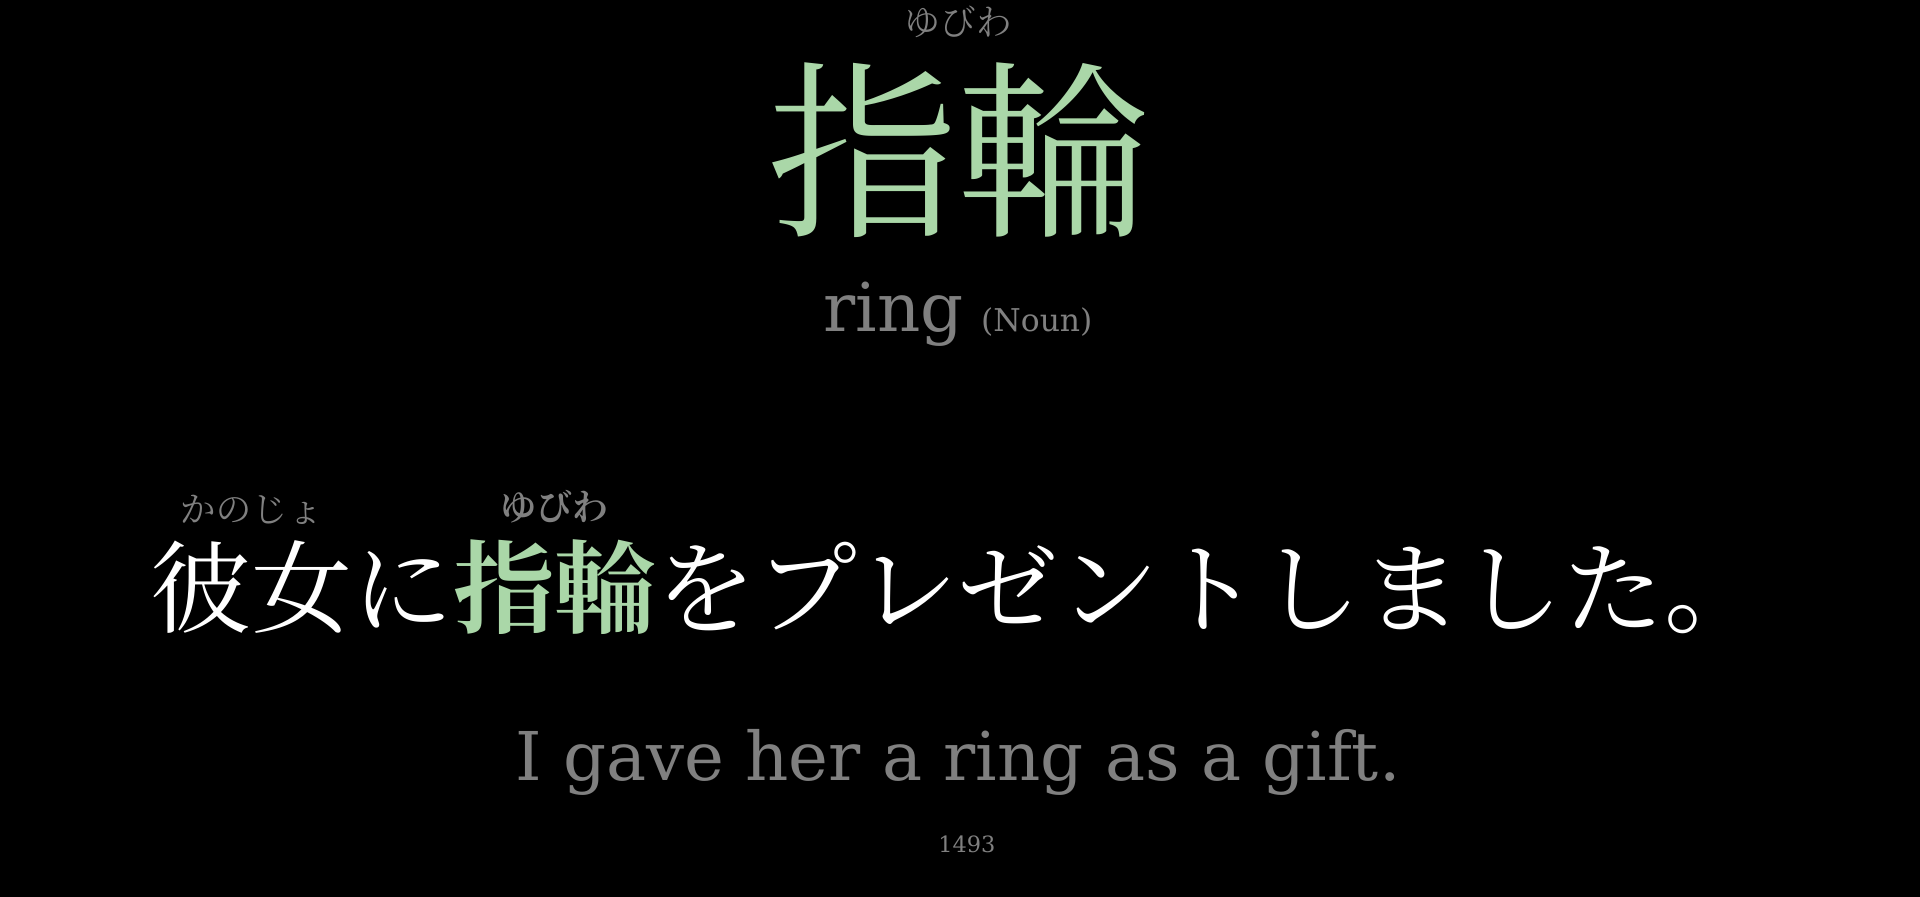 ゆびわ
指輪
ring (Noun)
かのじょ ゆびわ
彼女に指輪をプレゼントしました。
I gave her a ring as a gift.
1493